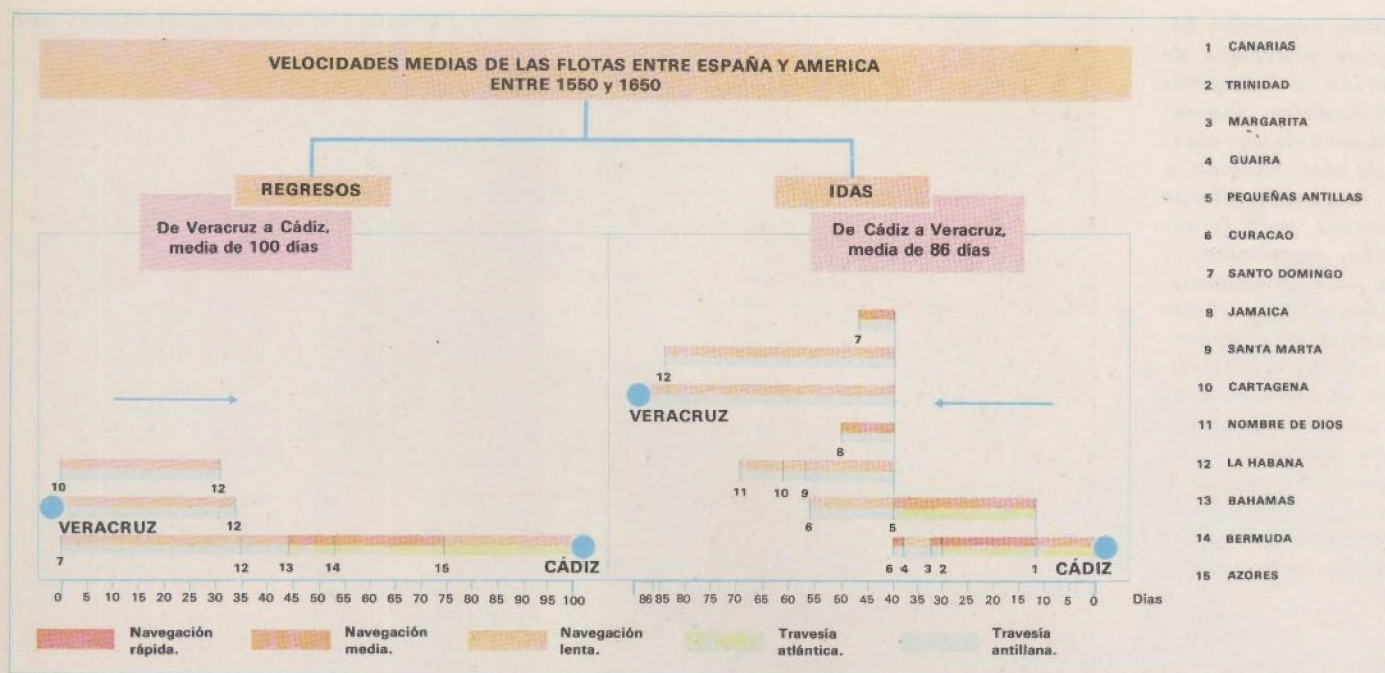 VELOCIDADES MEDIAS DE LAS FLOTAS ENTRE ESPAÑA Y AMERICA
ENTRE 1550 y 1650
REGRESOS
De Veracruz a Cádiz,
media de 100 días
IDAS
De Cádiz a Veracruz,
media de 86 días
10 12
VERACRUZ 12
7 12 13 14 15 CÁDIZ
0 5 10 15 20 25 30 35 40 45 50 55 60 65 70 75 80 85 90 95 100
7
12
VERACRUZ
8
11 10 9
6 5
6 4 3 2 1 CÁDIZ
86 85 80 75 70 65 60 55 50 45 40 35 30 25 20 15 10 5 0 Días
Navegación
rápida.
Navegación
media.
Navegación
lenta.
Travesía
atlántica.
Travesía
antillana.
1 CANARIAS
2 TRINIDAD
3 MARGARITA
4 GUAIRA
5 PEQUEÑAS ANTILLAS
6 CURACAO
7 SANTO DOMINGO
8 JAMAICA
9 SANTA MARTA
10 CARTAGENA
11 NOMBRE DE DIOS
12 LA HABANA
13 BAHAMAS
14 BERMUDA
15 AZORES